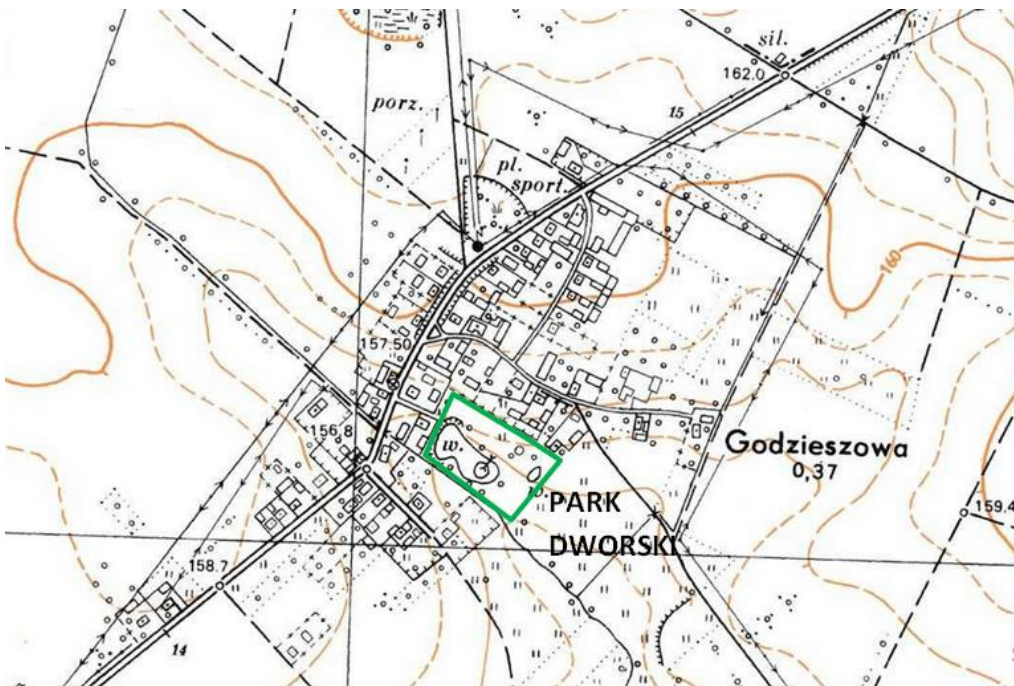 sil.
162.0
porz.
15
pl.
sport.
160
157.50
156.8
w.
Godzieszowa
0,37
w.
PARK
DWORSKI
159.4
158.7
14